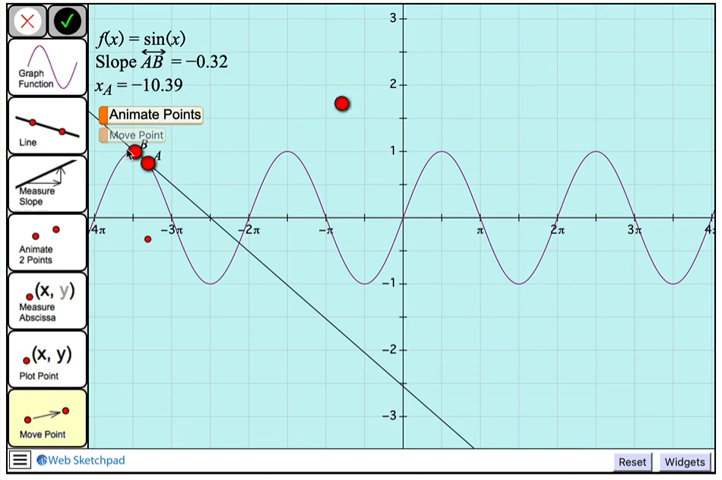 f(x) = sin(x)
Slope AB = −0.32
xA = −10.39
Animate Points
Move Point
B
A
Graph
Function
Line
Measure
Slope
Animate
2 Points
(x, y)
Measure
Abscissa
(x, y)
Plot Point
Move Point
3
2
1
−1
−2
−3
4π
−3π
−2π
−π
π
2π
3π
4
Web Sketchpad
Reset
Widgets